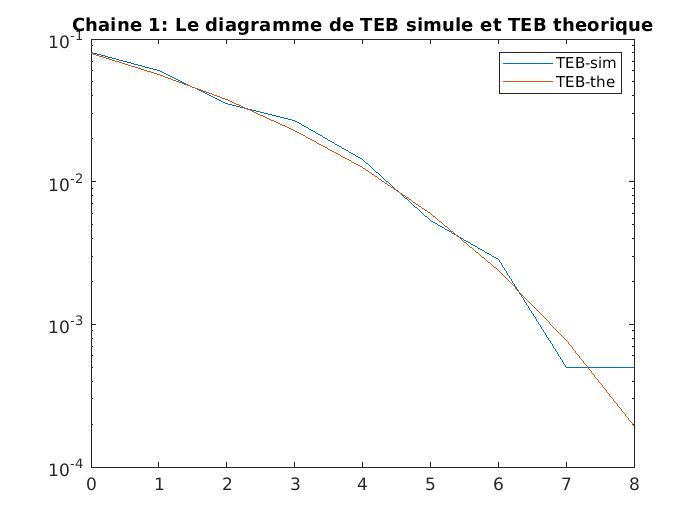 Chaine 1: Le diagramme de TEB simule et TEB theorique
10-1
TEB-sim
TEB-the
10-2
10-3
10-4
0 1 2 3 4 5 6 7 8